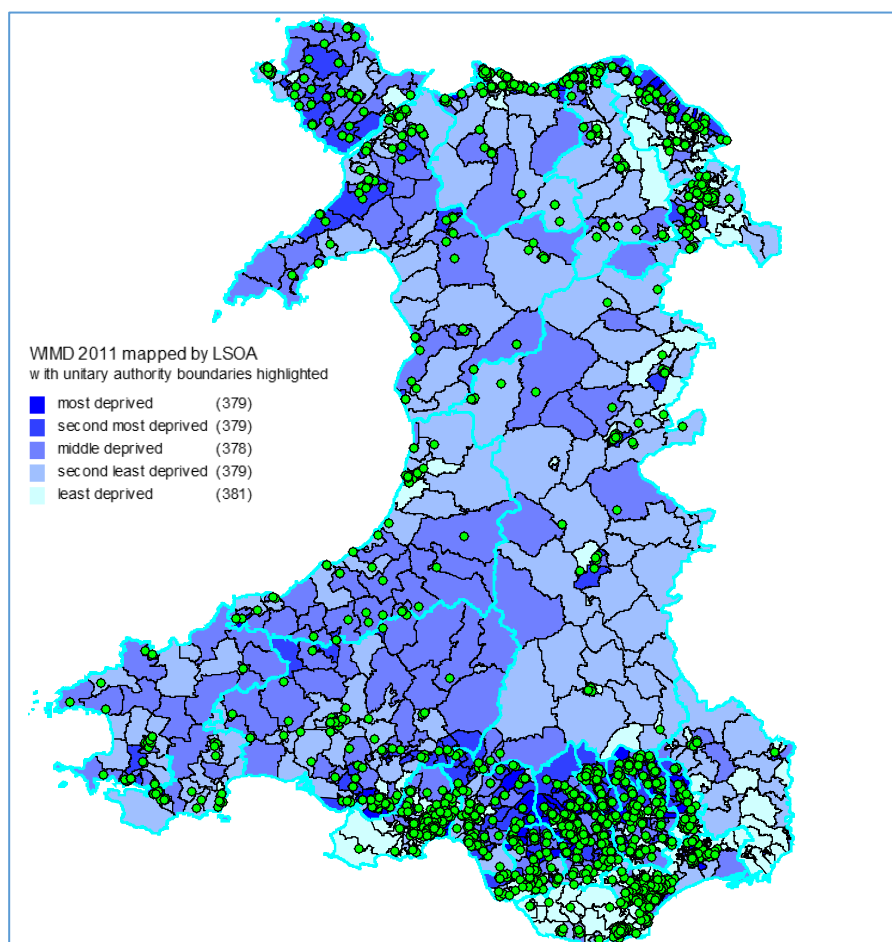 WIMD 2011 mapped by LSOA
with unitary authority boundaries highlighted
most deprived (379)
second most deprived (379)
middle deprived (378)
second least deprived (379)
least deprived (381)